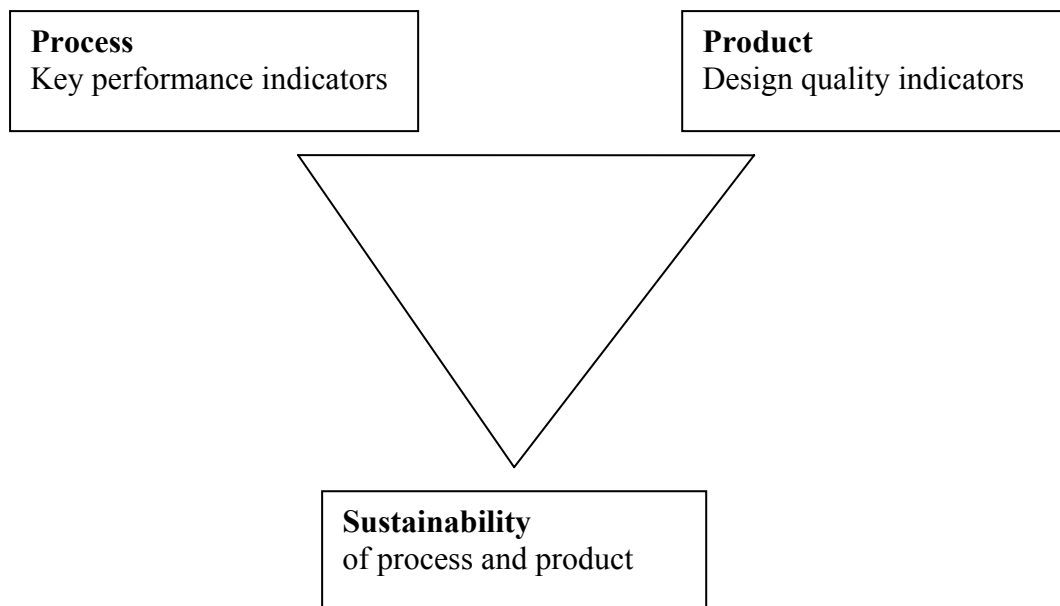 Process
Key performance indicators
Product
Design quality indicators
Sustainability
of process and product